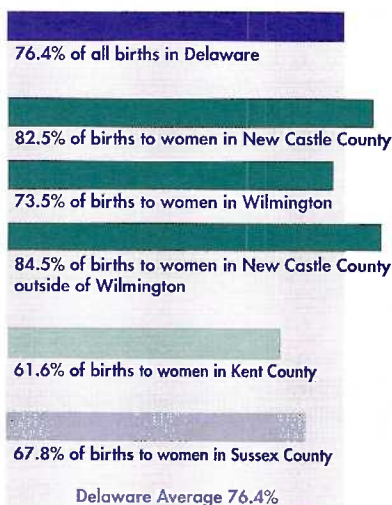 76.4% of all births in Delaware
82.5% of births to women in New Castle County
73.5% of births to women in Wilmington
84.5% of births to women in New Castle County
outside of Wilmington
61.6% of births to women in Kent County
67.8% of births to women in Sussex County
Delaware Average 76.4%